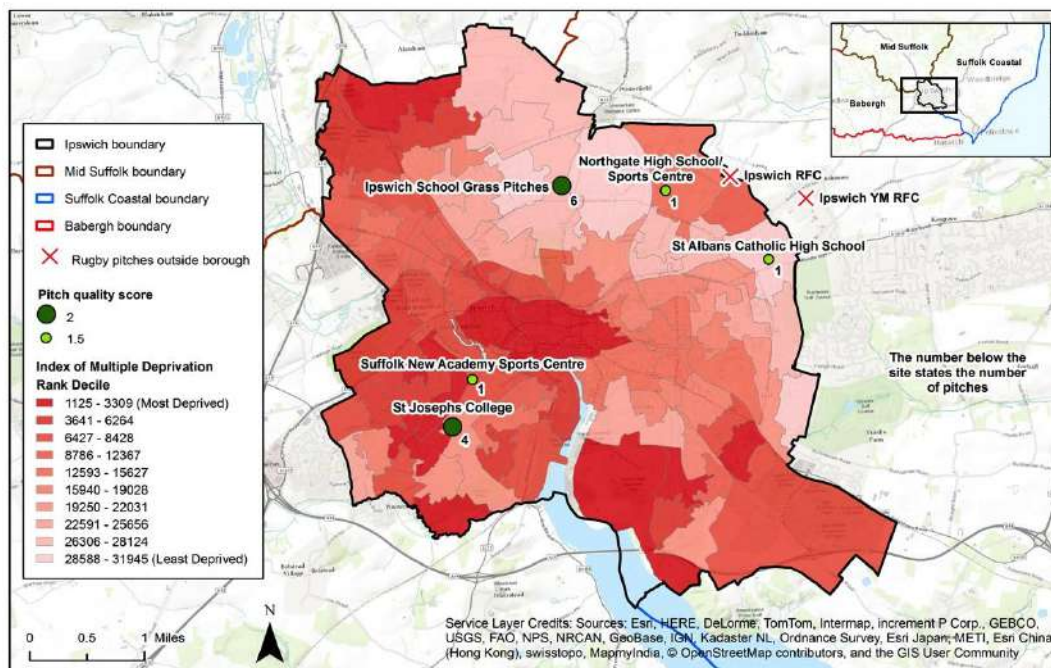 Mid Suffolk
Suffolk Coastal
Babergh
Ipswich boundary
Mid Suffolk boundary
Suffolk Coastal boundary
Babergh boundary
Rugby pitches outside borough
Pitch quality score
2
1.5
Index of Multiple Deprivation
Rank Decile
1125 - 3309 (Most Deprived)
3641 - 6264
6427 - 8428
8786 - 12367
12593 - 15627
15940 - 19028
19250 - 22031
22591 - 25656
26306 - 28124
28588 - 31945 (Least Deprived)
Northgate High School/
Sports Centre
1
Ipswich RFC
Ipswich School Grass Pitches
6
Ipswich YM RFC
St Albans Catholic High School
1
Suffolk New Academy Sports Centre
1
St Josephs College
4
The number below the
site states the number
of pitches
N
0 0.5 1 Miles
Service Layer Credits: Sources: Esri, HERE, DeLorme, TomTom, Intermap, increment P Corp., GEBCO,
USGS, FAO, NPS, NRCAN, GeoBase, IGN, Kadaster NL, Ordnance Survey, Esri Japan, METI, Esri China
(Hong Kong), swisstopo, MapmyIndia, © OpenStreetMap contributors, and the GIS User Community